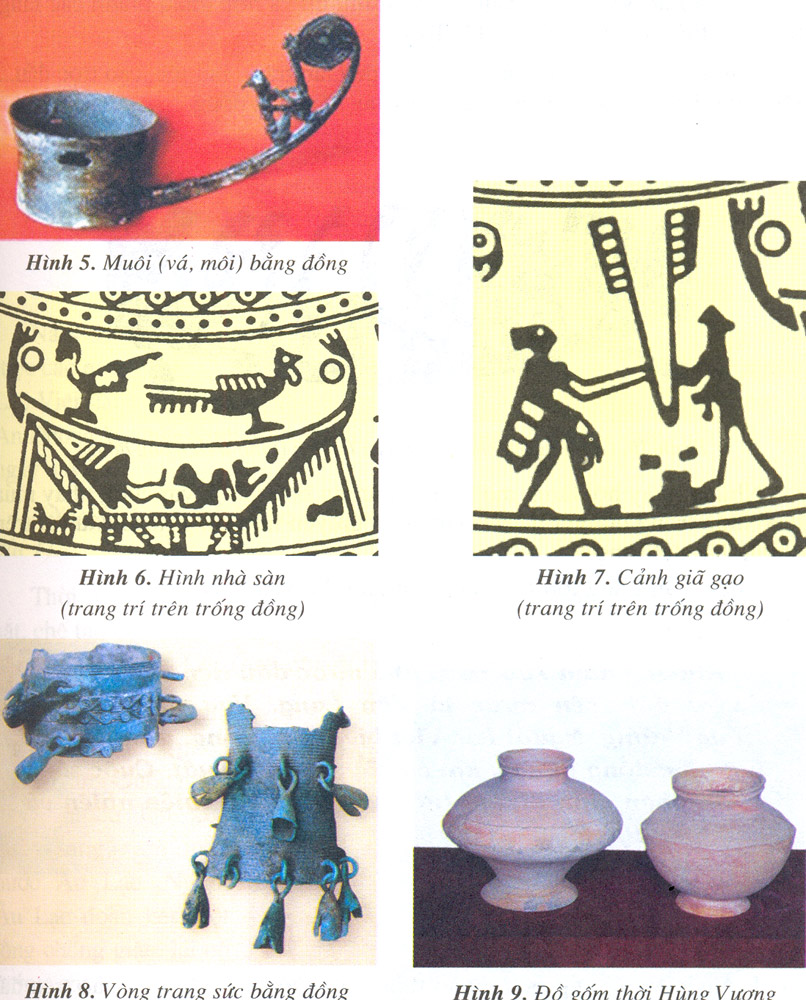 Hình 5. Muôi (vá, môi) bằng đồng
Hình 6. Hình nhà sàn
(trang trí trên trống đồng)
Hình 7. Cảnh giã gạo
(trang trí trên trống đồng)
Hình 8. Vòng trang sức bằng đồng
Hình 9. Đồ gốm thời Hùng Vương